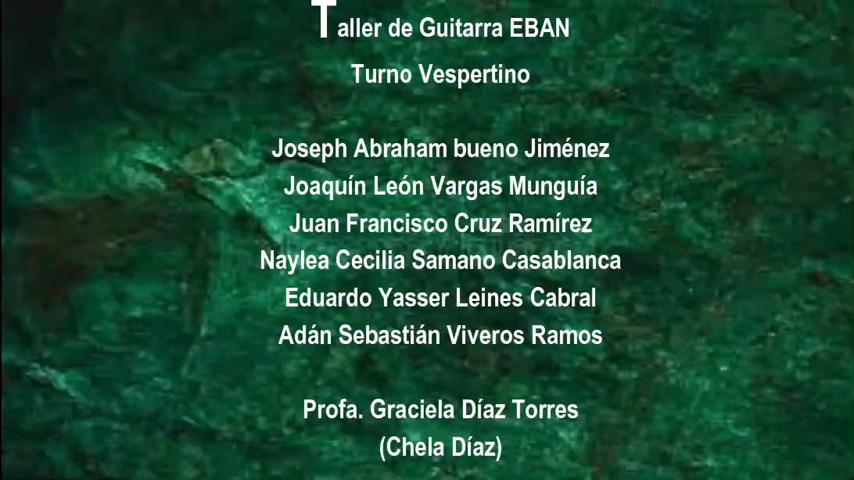 Taller de Guitarra EBAN
Turno Vespertino
Joseph Abraham bueno Jiménez
Joaquín León Vargas Munguía
Juan Francisco Cruz Ramírez
Naylea Cecilia Samano Casablanca
Eduardo Yasser Leines Cabral
Adán Sebastián Viveros Ramos
Profa. Graciela Díaz Torres
(Chela Díaz)